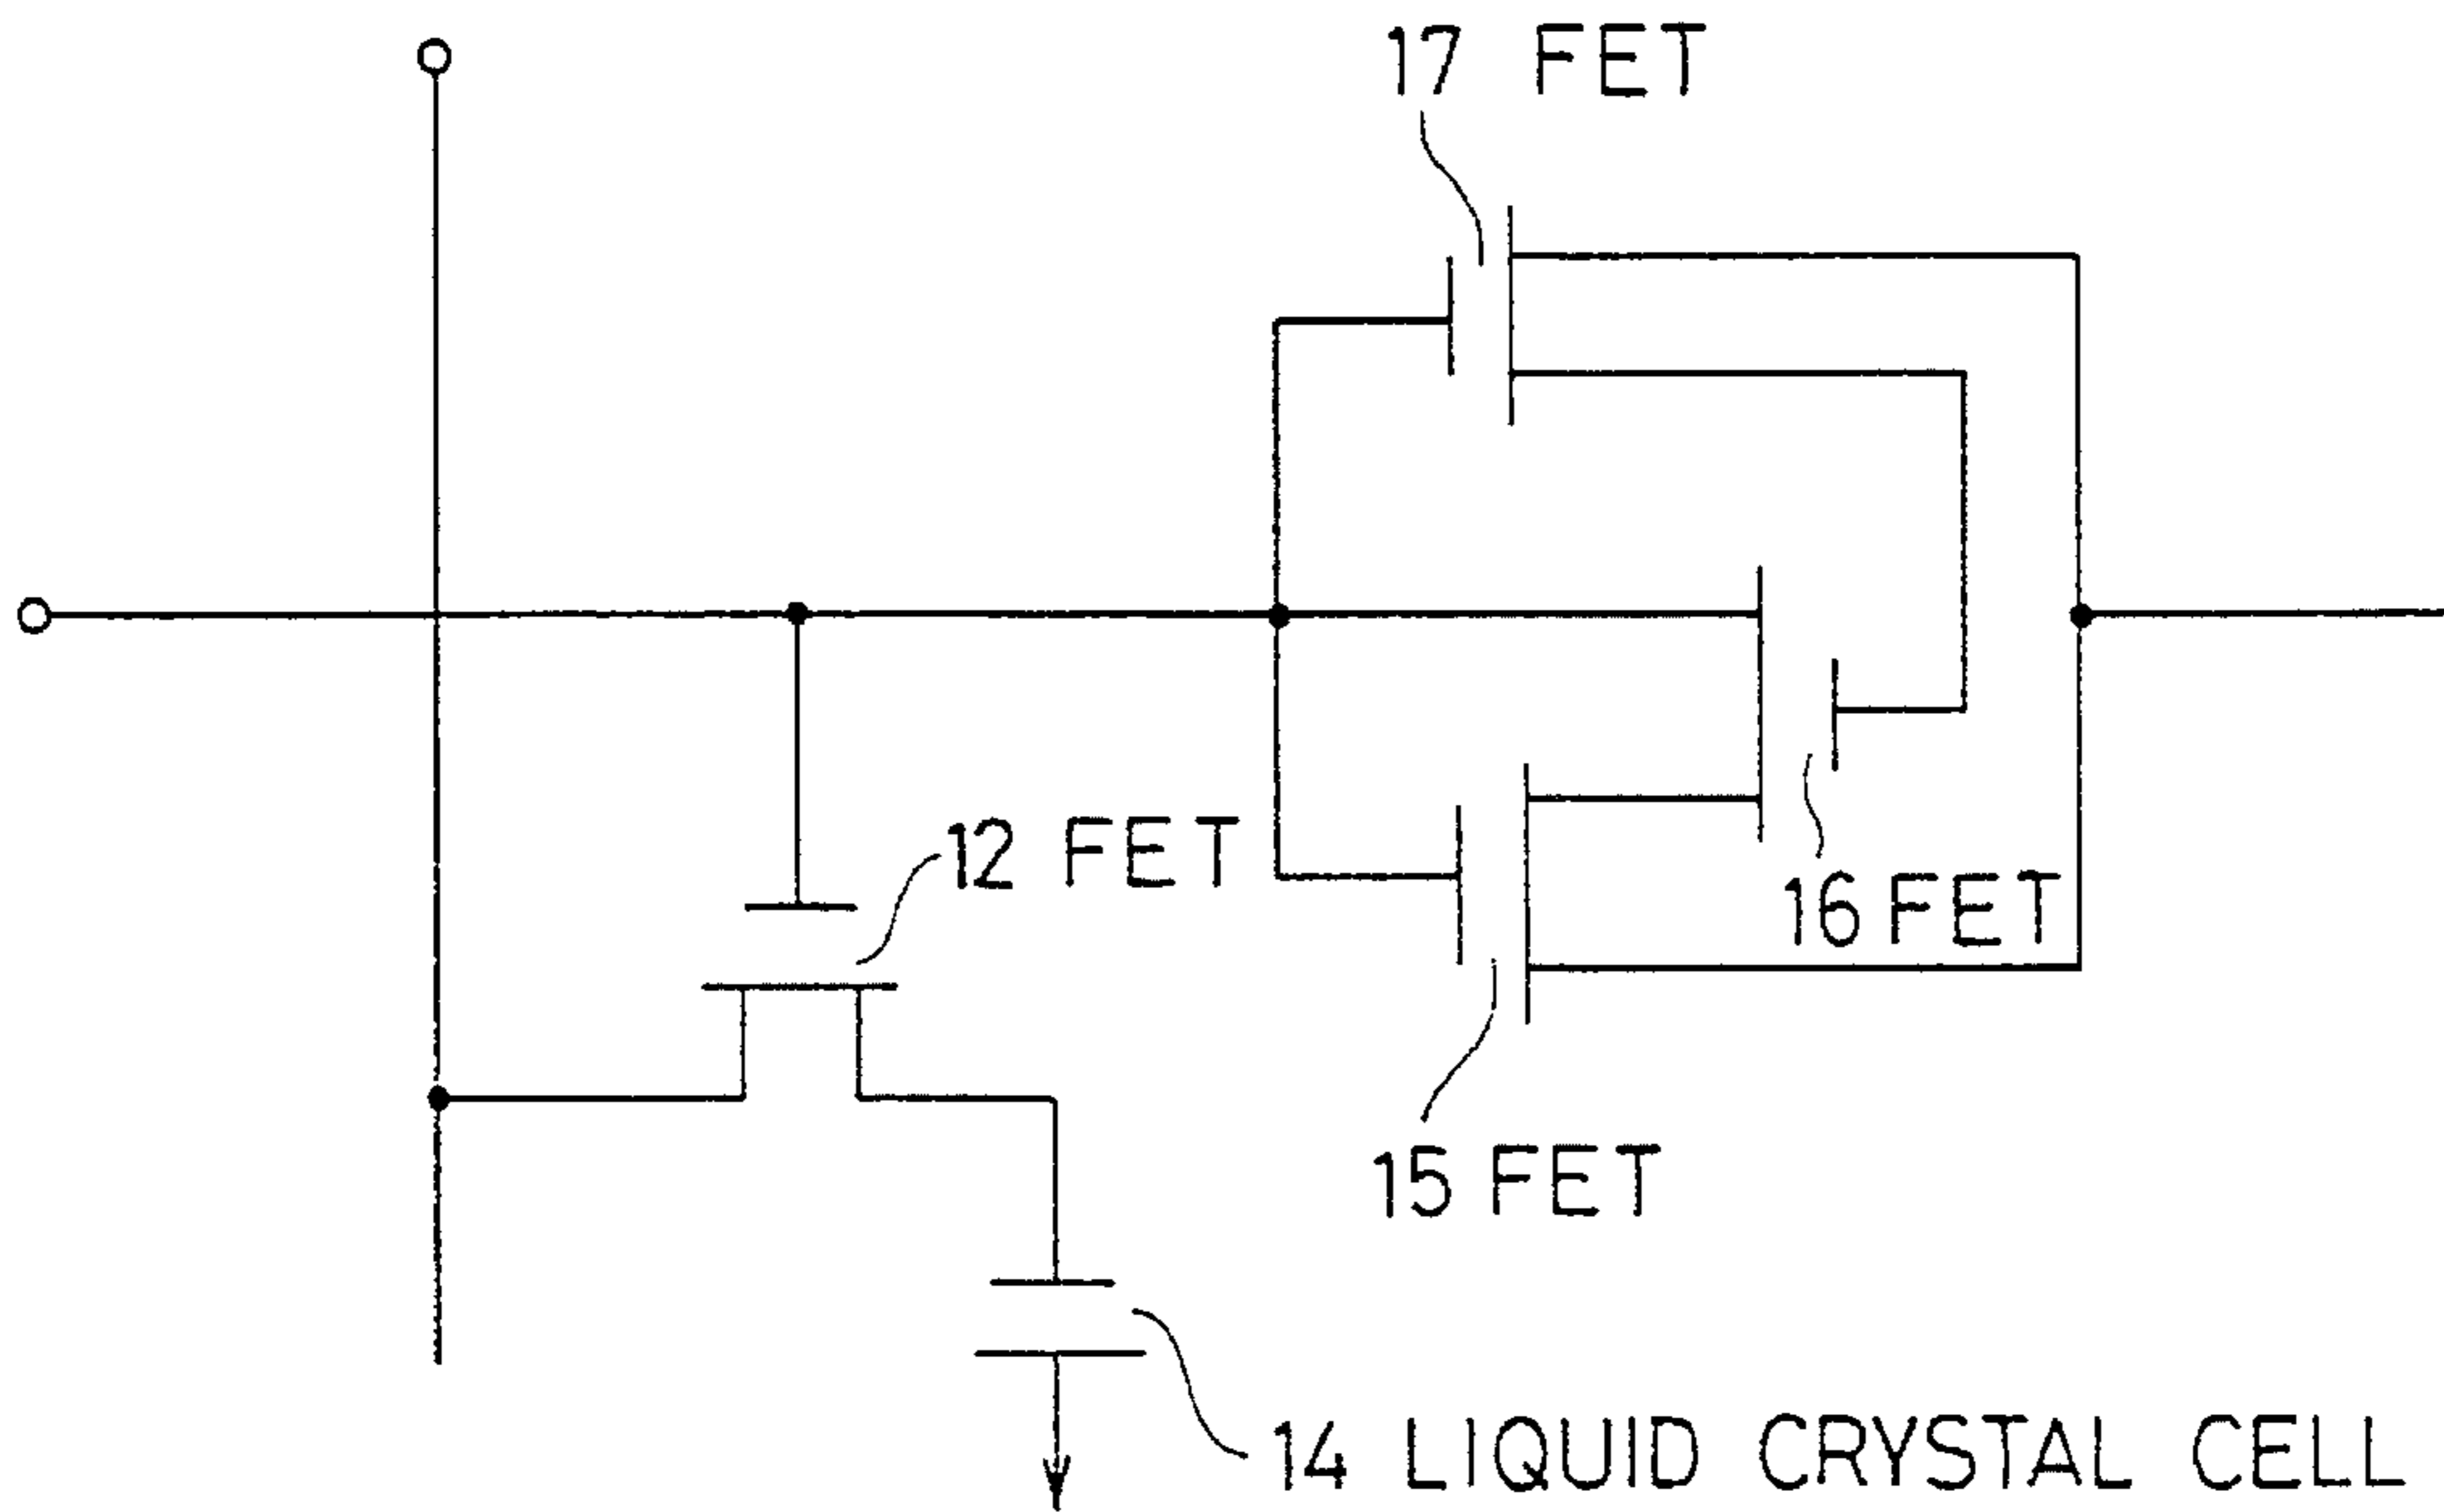 17 FET
12 FET
16 FET
15 FET
14 LIQUID CRYSTAL CELL